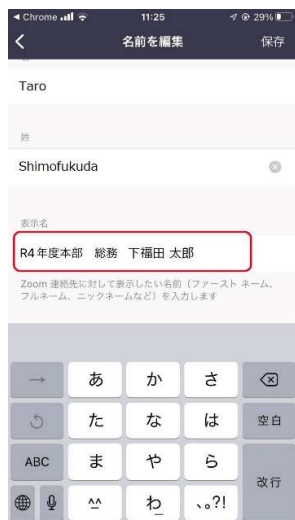 Chrome 11:25 29%
名前を編集 保存
Taro
姓
Shimofukuda
表示名
R4年度本部 総務 下福田 太郎
Zoom 連絡先に対して表示したい名前（ファースト ネーム、
フルネーム、ニックネームなど）を入力します
→ あ か さ
た な は 空白
ABC ま や ら
改行
^^ わ 、。?!